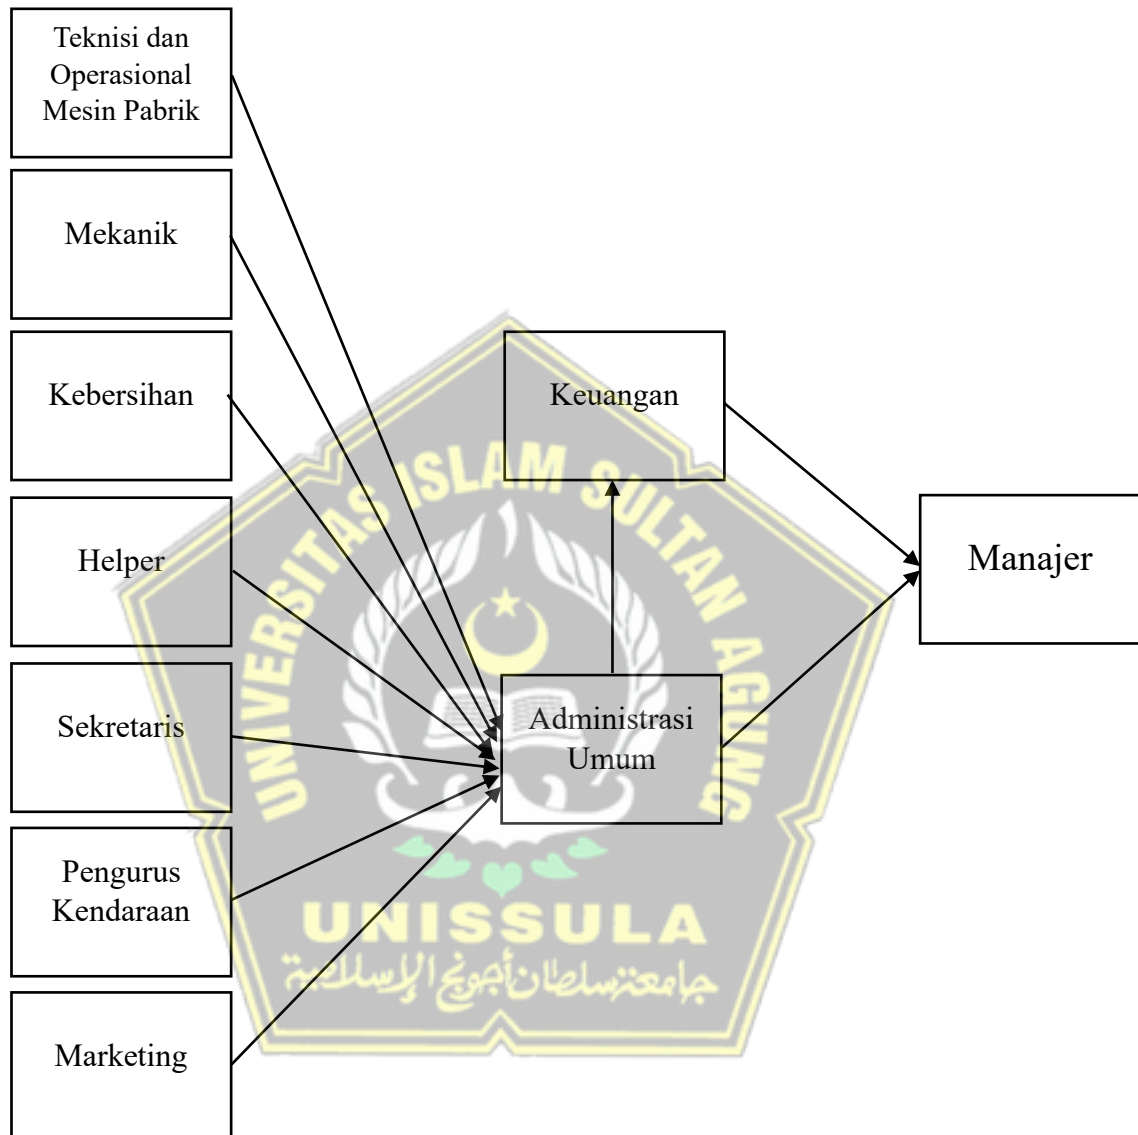 Teknisi dan
Operasional
Mesin Pabrik
Mekanik
Kebersihan
Helper
Sekretaris
Pengurus
Kendaraan
Marketing
Keuangan
Administrasi
Umum
Manajer
UNIVERSITAS ISLAM SULTAN AGUNG
UNISSULA
جامعة سلطان أجونج الإسلامية